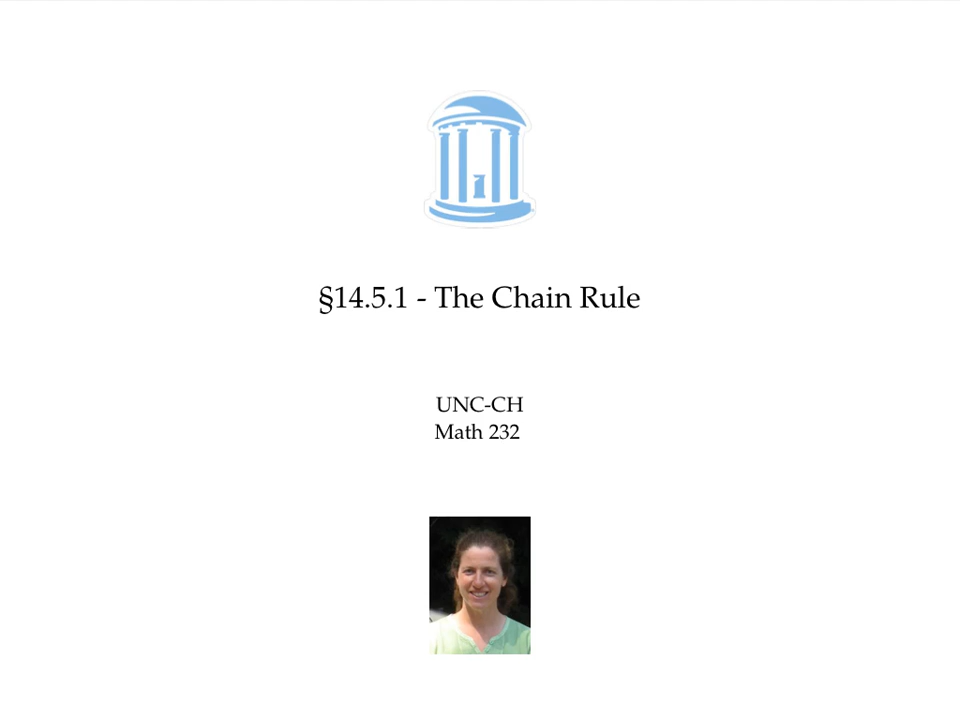 §14.5.1 - The Chain Rule
UNC-CH
Math 232